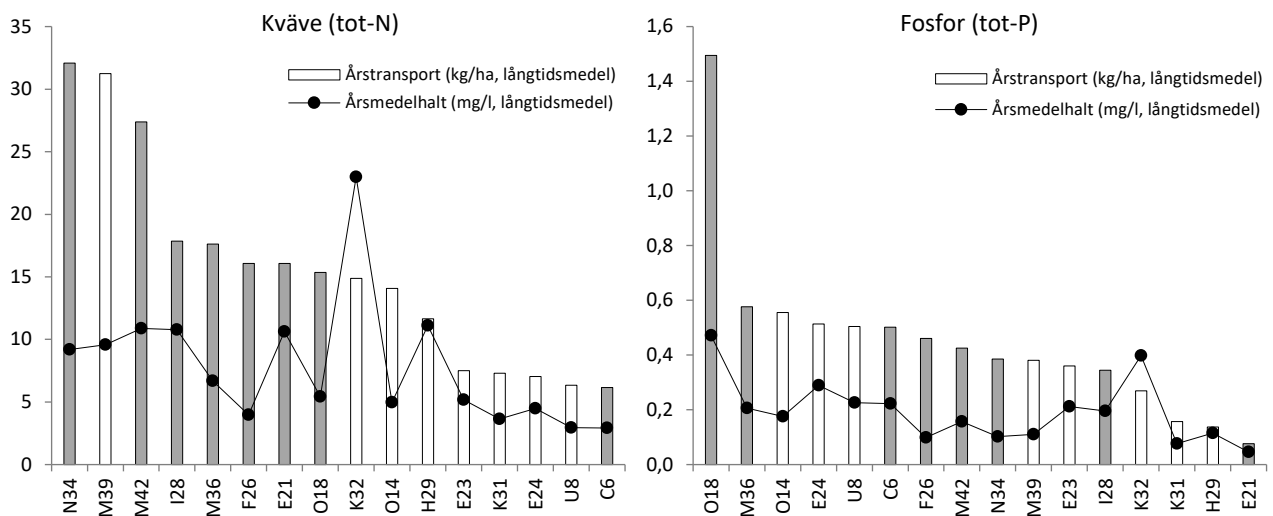 Kväve (tot-N)
35
30
25
20
15
10
5
0
Årstransport (kg/ha, långtidsmedel)
Årsmedelhalt (mg/l, långtidsmedel)
N34 M39 M42 I28 M36 F26 E21 O18 K32 O14 H29 E23 K31 E24 U8 C6
Fosfor (tot-P)
1,6
1,4
1,2
1,0
0,8
0,6
0,4
0,2
0,0
Årstransport (kg/ha, långtidsmedel)
Årsmedelhalt (mg/l, långtidsmedel)
O18 M36 O14 E24 U8 C6 F26 M42 N34 M39 E23 I28 K32 K31 H29 E21